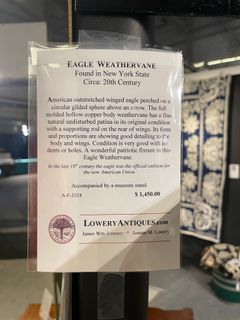 EAGLE WEATHERVANE
Found in New York State
Circa: 20th Century
American outstretched winged eagle perched on a
circular gilded sphere above an arrow. The full
molded hollow copper body weathervane has a fine
natural undisturbed patina in its original condition
with a supporting rod on the rear of wings. Its form
and proportions are showing good detailing to the
body and wings. Condition is very good with no
dents or holes. A wonderful patriotic fixture in this
Eagle Weathervane.
In the late 18th century the eagle was the official emblem for
the new American Union.
Accompanied by a museum stand.
A-F-3324 $ 1,450.00
LOWERYANTIQUES.com
James Wm. Lowery * Joanna M. Lowery